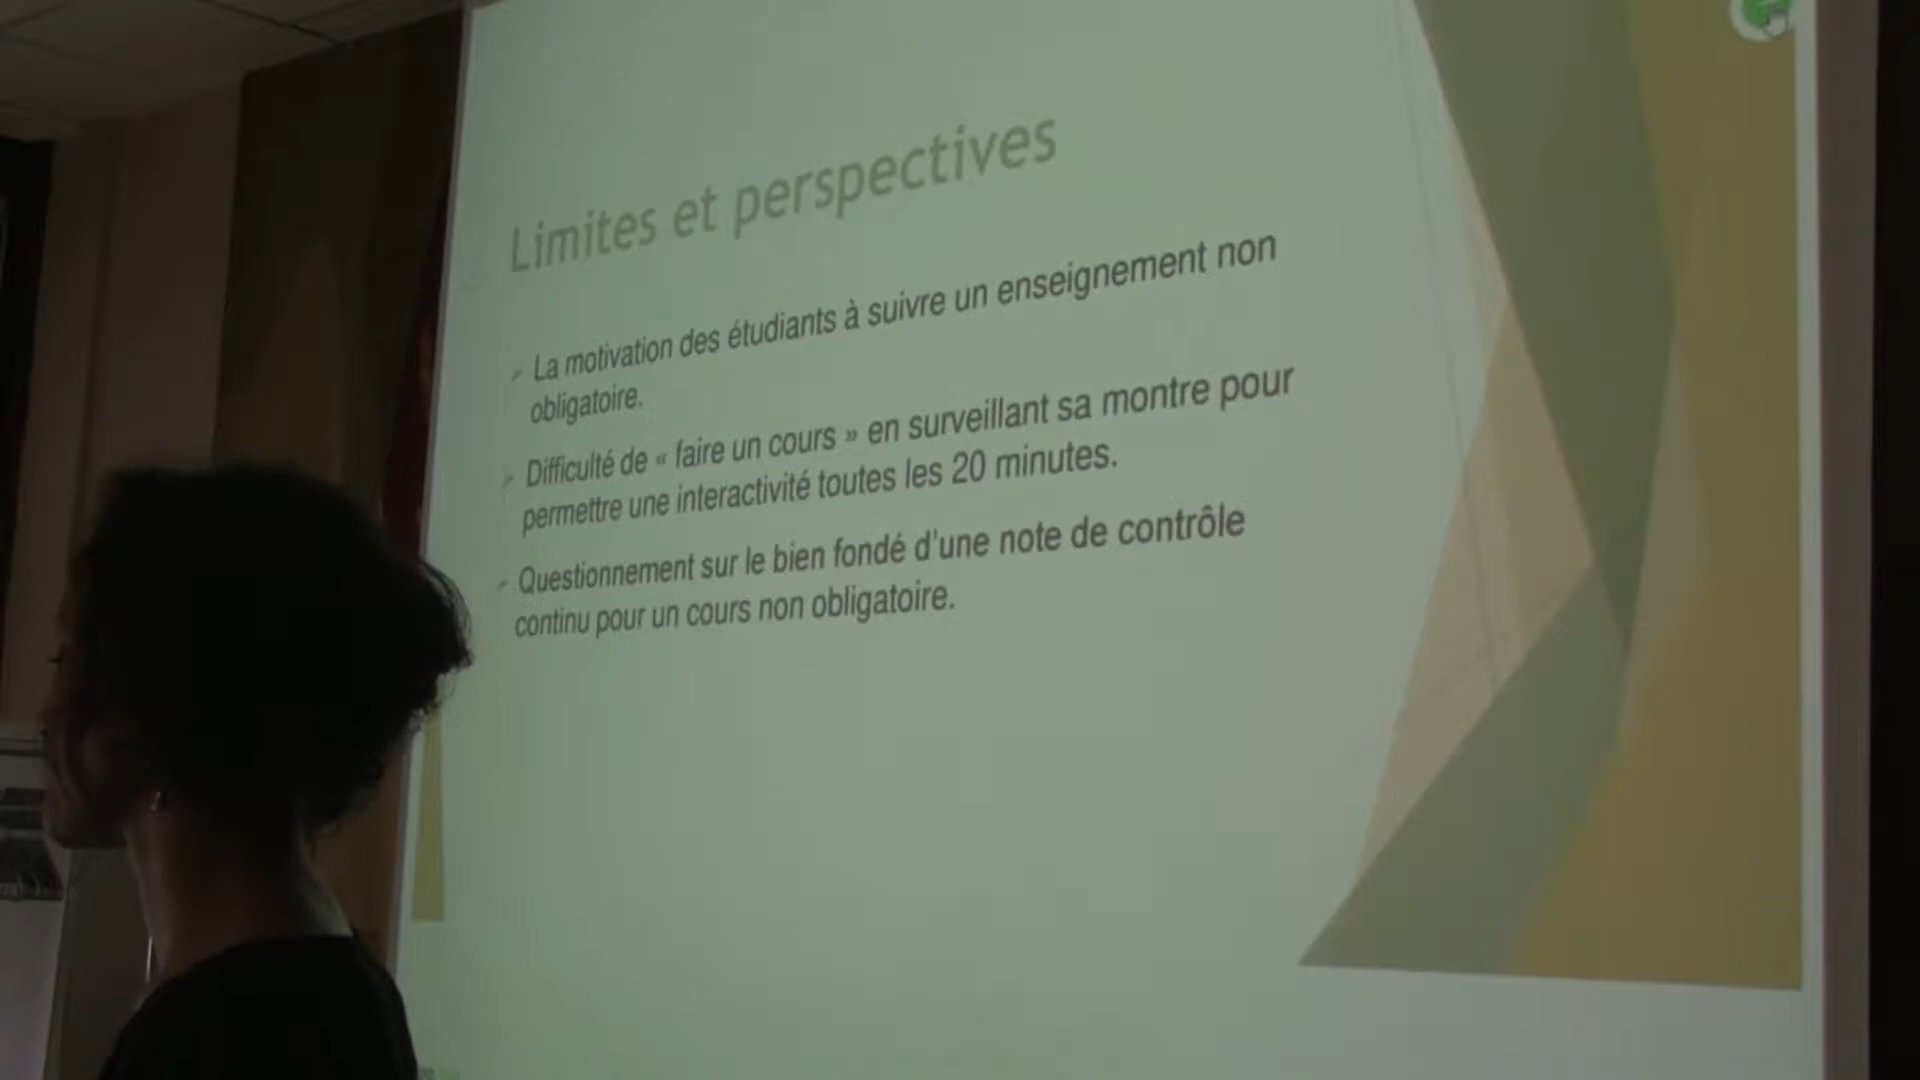 Limites et perspectives
La motivation des étudiants à suivre un enseignement non
obligatoire.
Difficulté de « faire un cours » en surveillant sa montre pour
permettre une interactivité toutes les 20 minutes.
Questionnement sur le bien fondé d'une note de contrôle
continu pour un cours non obligatoire.